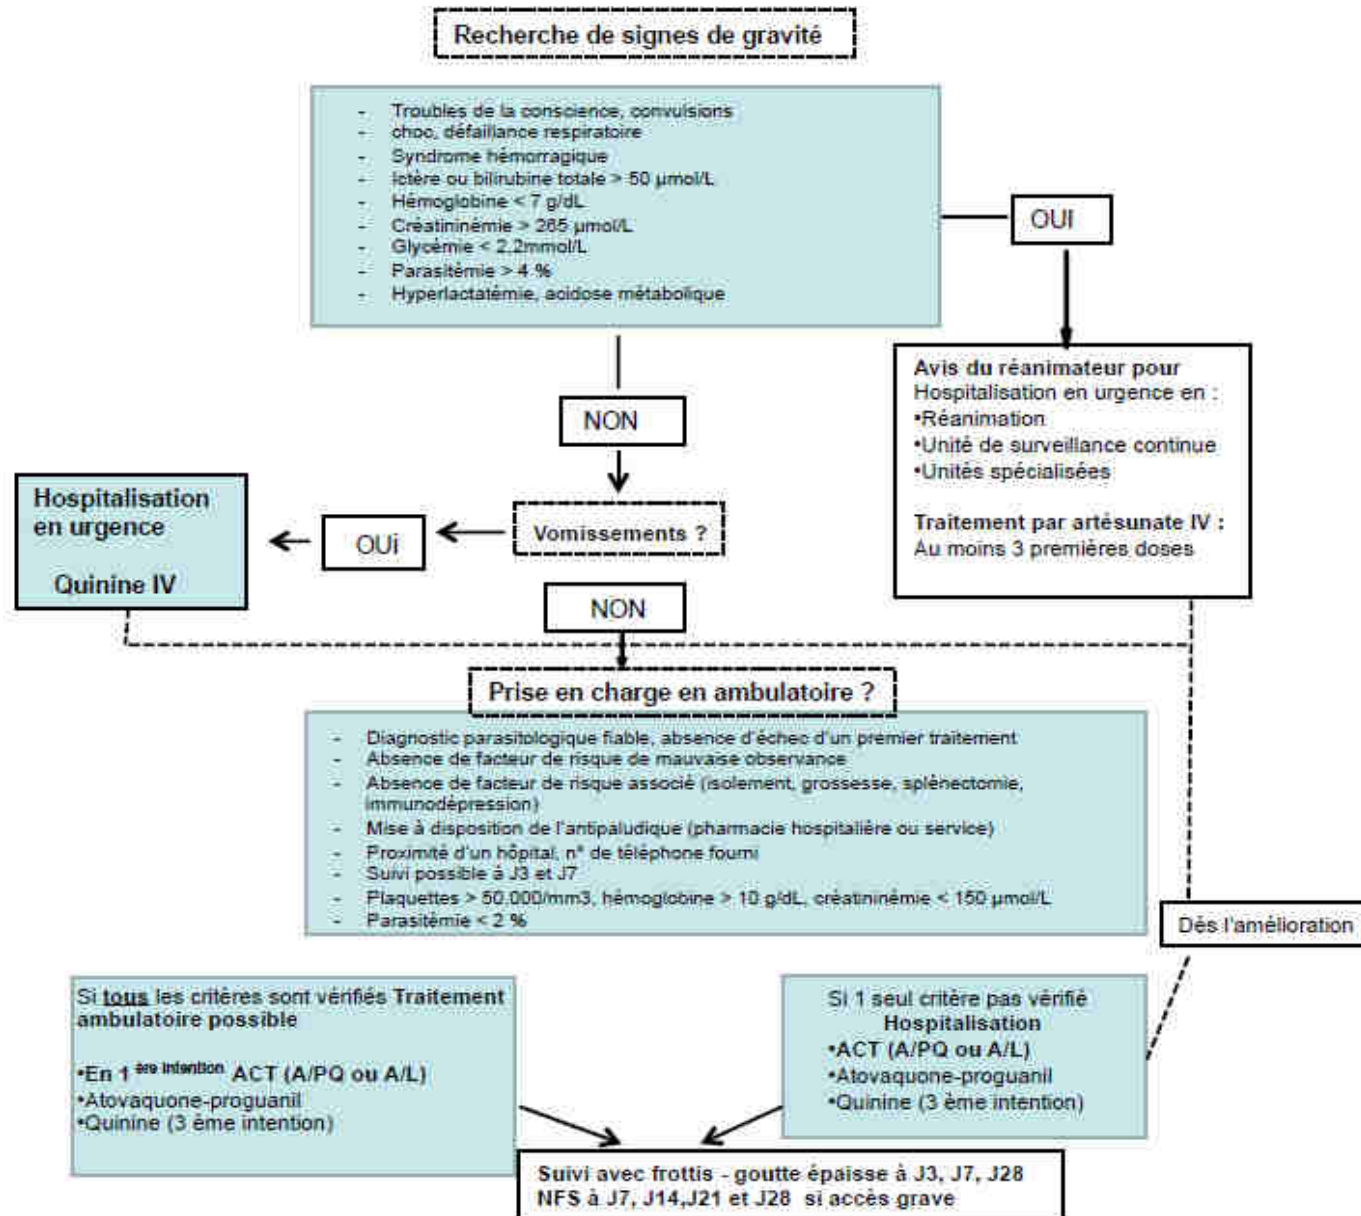 Recherche de signes de gravité
- Troubles de la conscience, convulsions
- choc, défaillance respiratoire
- Syndrome hémorragique
- Ictère ou bilirubine totale > 50 µmol/L
- Hémoglobine < 7 g/dL
- Créatininémie > 265 µmol/L
- Glycémie < 2,2mmol/L
- Parasitémie > 4 %
- Hyperlactatémie, acidose métabolique
OUI
Avis du réanimateur pour
Hospitalisation en urgence en :
•Réanimation
•Unité de surveillance continue
•Unités spécialisées
Traitement par artésunate IV :
Au moins 3 premières doses
NON
Vomissements ?
OUi
Hospitalisation
en urgence
Quinine IV
NON
Prise en charge en ambulatoire ?
- Diagnostic parasitologique fiable, absence d'échec d'un premier traitement
- Absence de facteur de risque de mauvaise observance
- Absence de facteur de risque associé (isolement, grossesse, splénectomie,
immunodépression)
- Mise à disposition de l'antipaludique (pharmacie hospitalière ou service)
- Proximité d'un hôpital, n° de téléphone fourni
- Suivi possible à J3 et J7
- Plaquettes > 50.000/mm3, hémoglobine > 10 g/dL, créatininémie < 150 µmol/L
- Parasitémie < 2 %
Dès l'amélioration
Si tous les critères sont vérifiés Traitement
ambulatoire possible
•En 1 ère intention ACT (A/PQ ou A/L)
•Atovaquone-proguanil
•Quinine (3 ème intention)
Si 1 seul critère pas vérifié
Hospitalisation
•ACT (A/PQ ou A/L)
•Atovaquone-proguanil
•Quinine (3 ème intention)
Suivi avec frottis - goutte épaisse à J3, J7, J28
NFS à J7, J14,J21 et J28 si accès grave